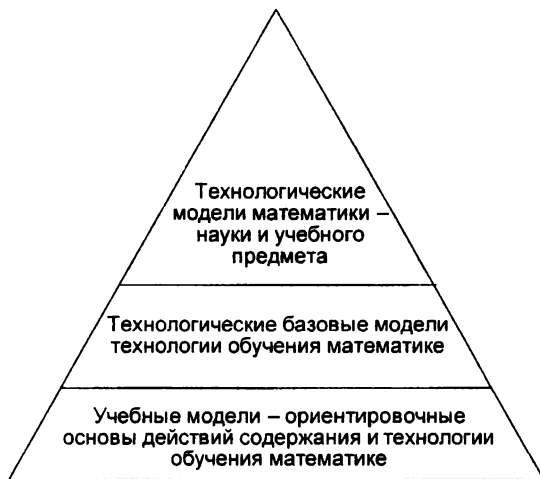 Технологические
модели математики –
науки и учебного
предмета
Технологические базовые модели
технологии обучения математике
Учебные модели – ориентировочные
основы действий содержания и технологии
обучения математике